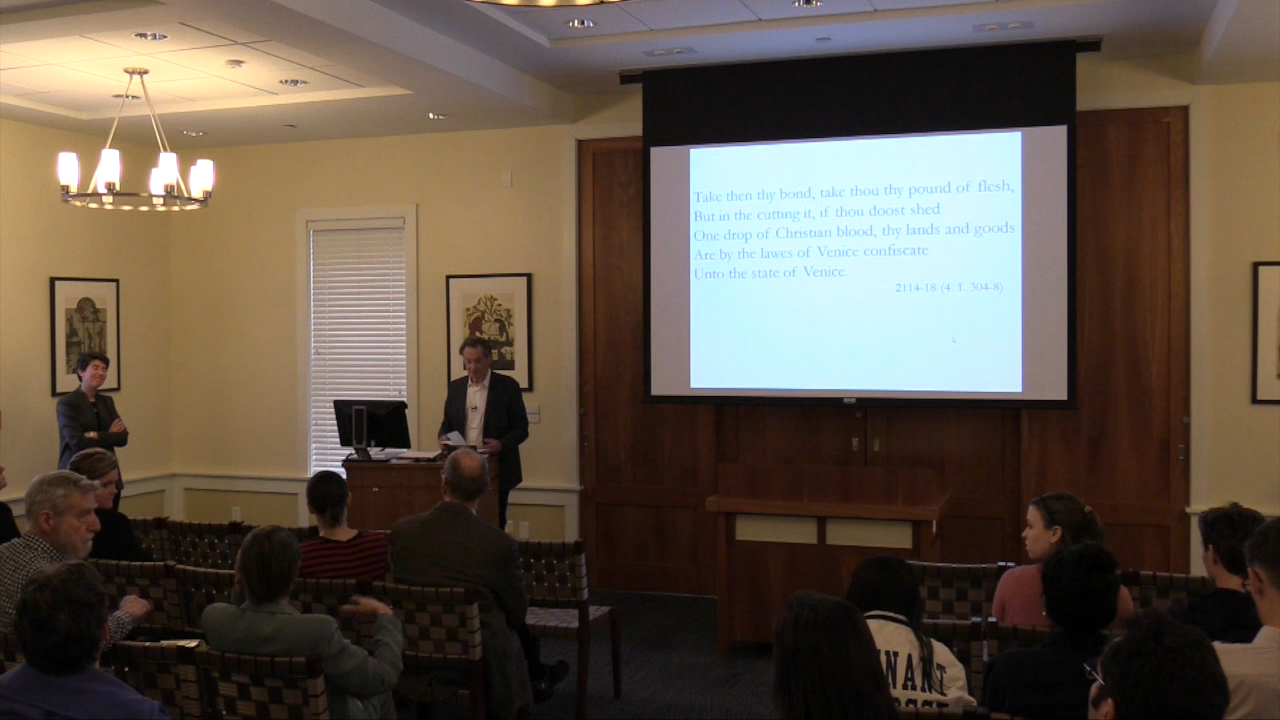 Take then thy bond, take thou thy pound of flesh,
But in the cutting it, if thou doost shed
One drop of Christian blood, thy lands and goods
Are by the lawes of Venice confiscate
Unto the state of Venice.
2114-18 (4. 1. 304-8)